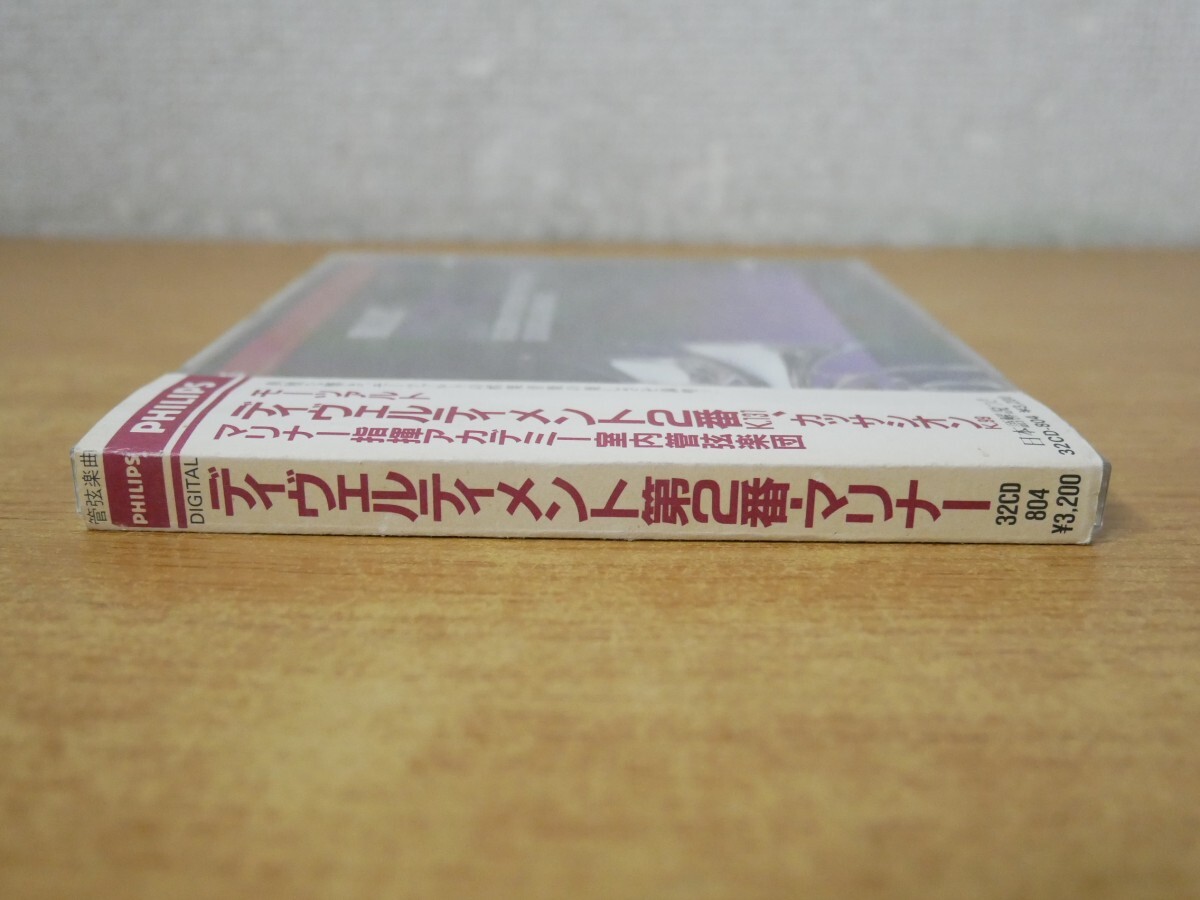 PHILIPS
モーツァルト
ディヴェルティメント2番K.131、カッサシオン
マリナー指揮アカデミー室内管弦楽団
管弦楽曲
PHILIPS
DIGITAL
ディヴェルティメント第2番・マリナー
32CD
804
¥3,200